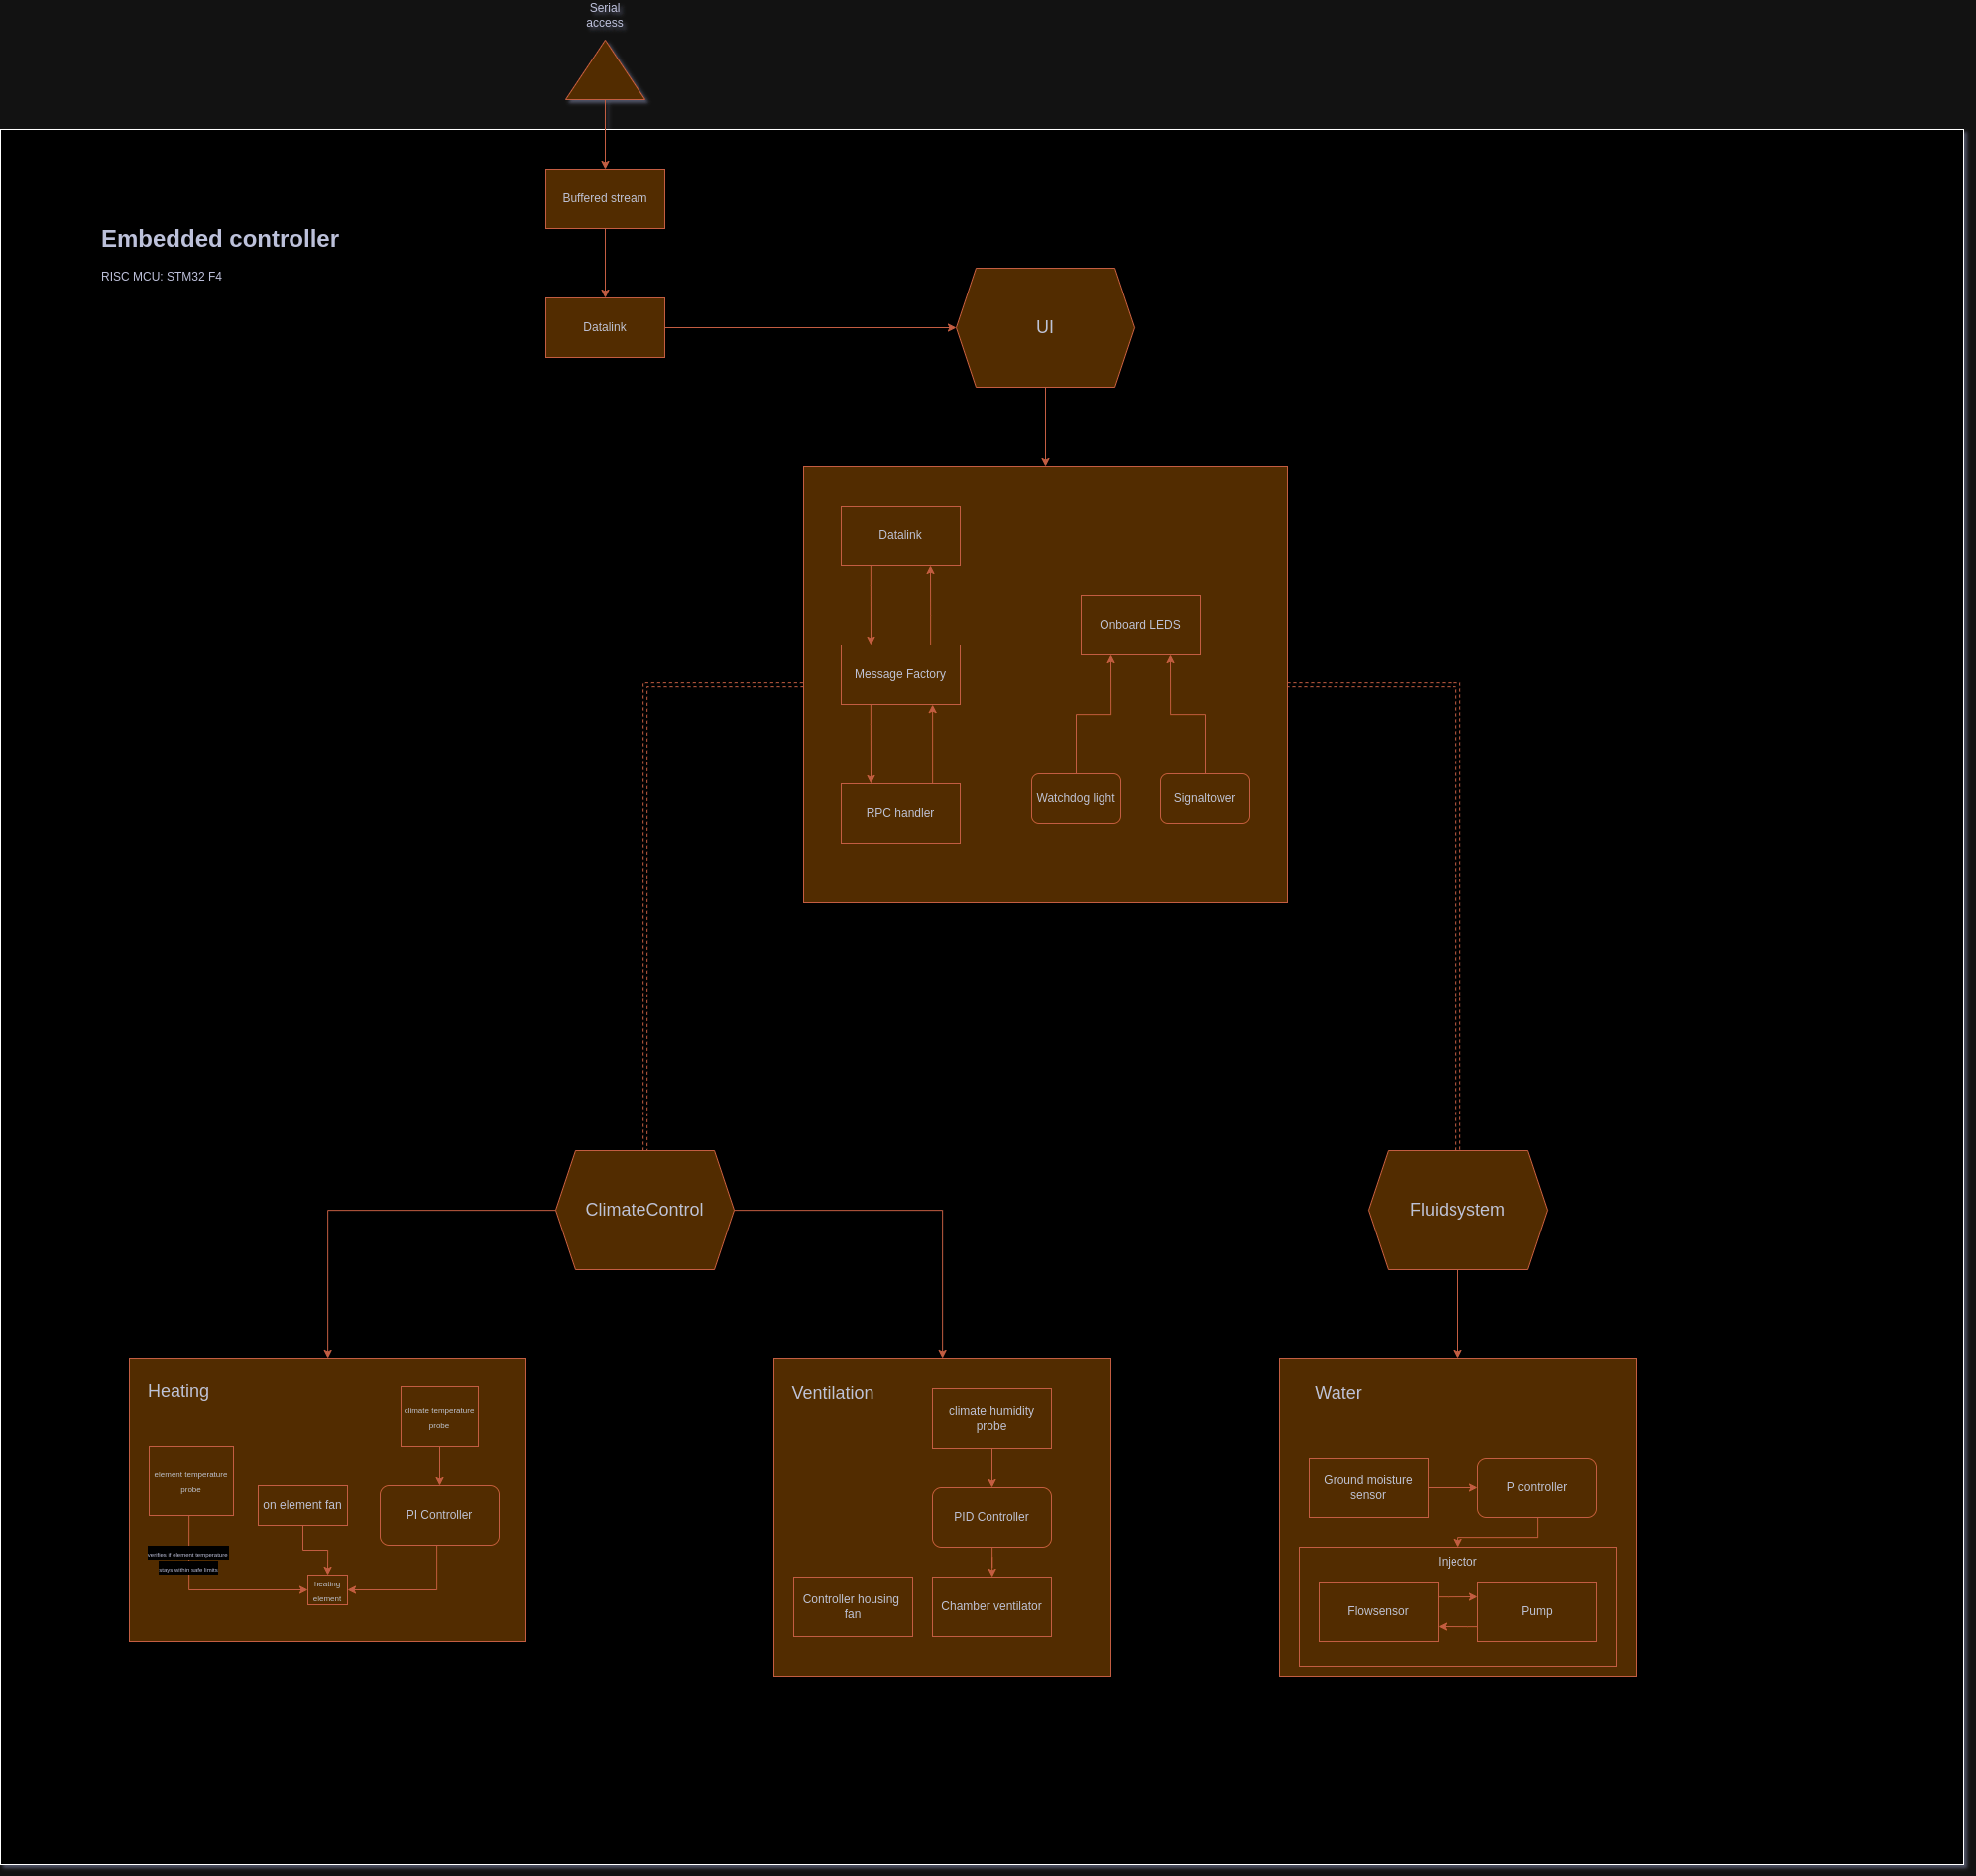 Serial
access
Buffered stream
Embedded controller
RISC MCU: STM32 F4
Datalink
UI
Datalink
Onboard LEDS
Message Factory
Watchdog light
Signaltower
RPC handler
ClimateControl
Fluidsystem
Heating
climate temperature
probe
element temperature
probe
on element fan
PI Controller
verifies if element temperature
stays within safe limits
heating
element
Ventilation
climate humidity
probe
PID Controller
Controller housing
fan
Chamber ventilator
Water
Ground moisture
sensor
P controller
Injector
Flowsensor
Pump